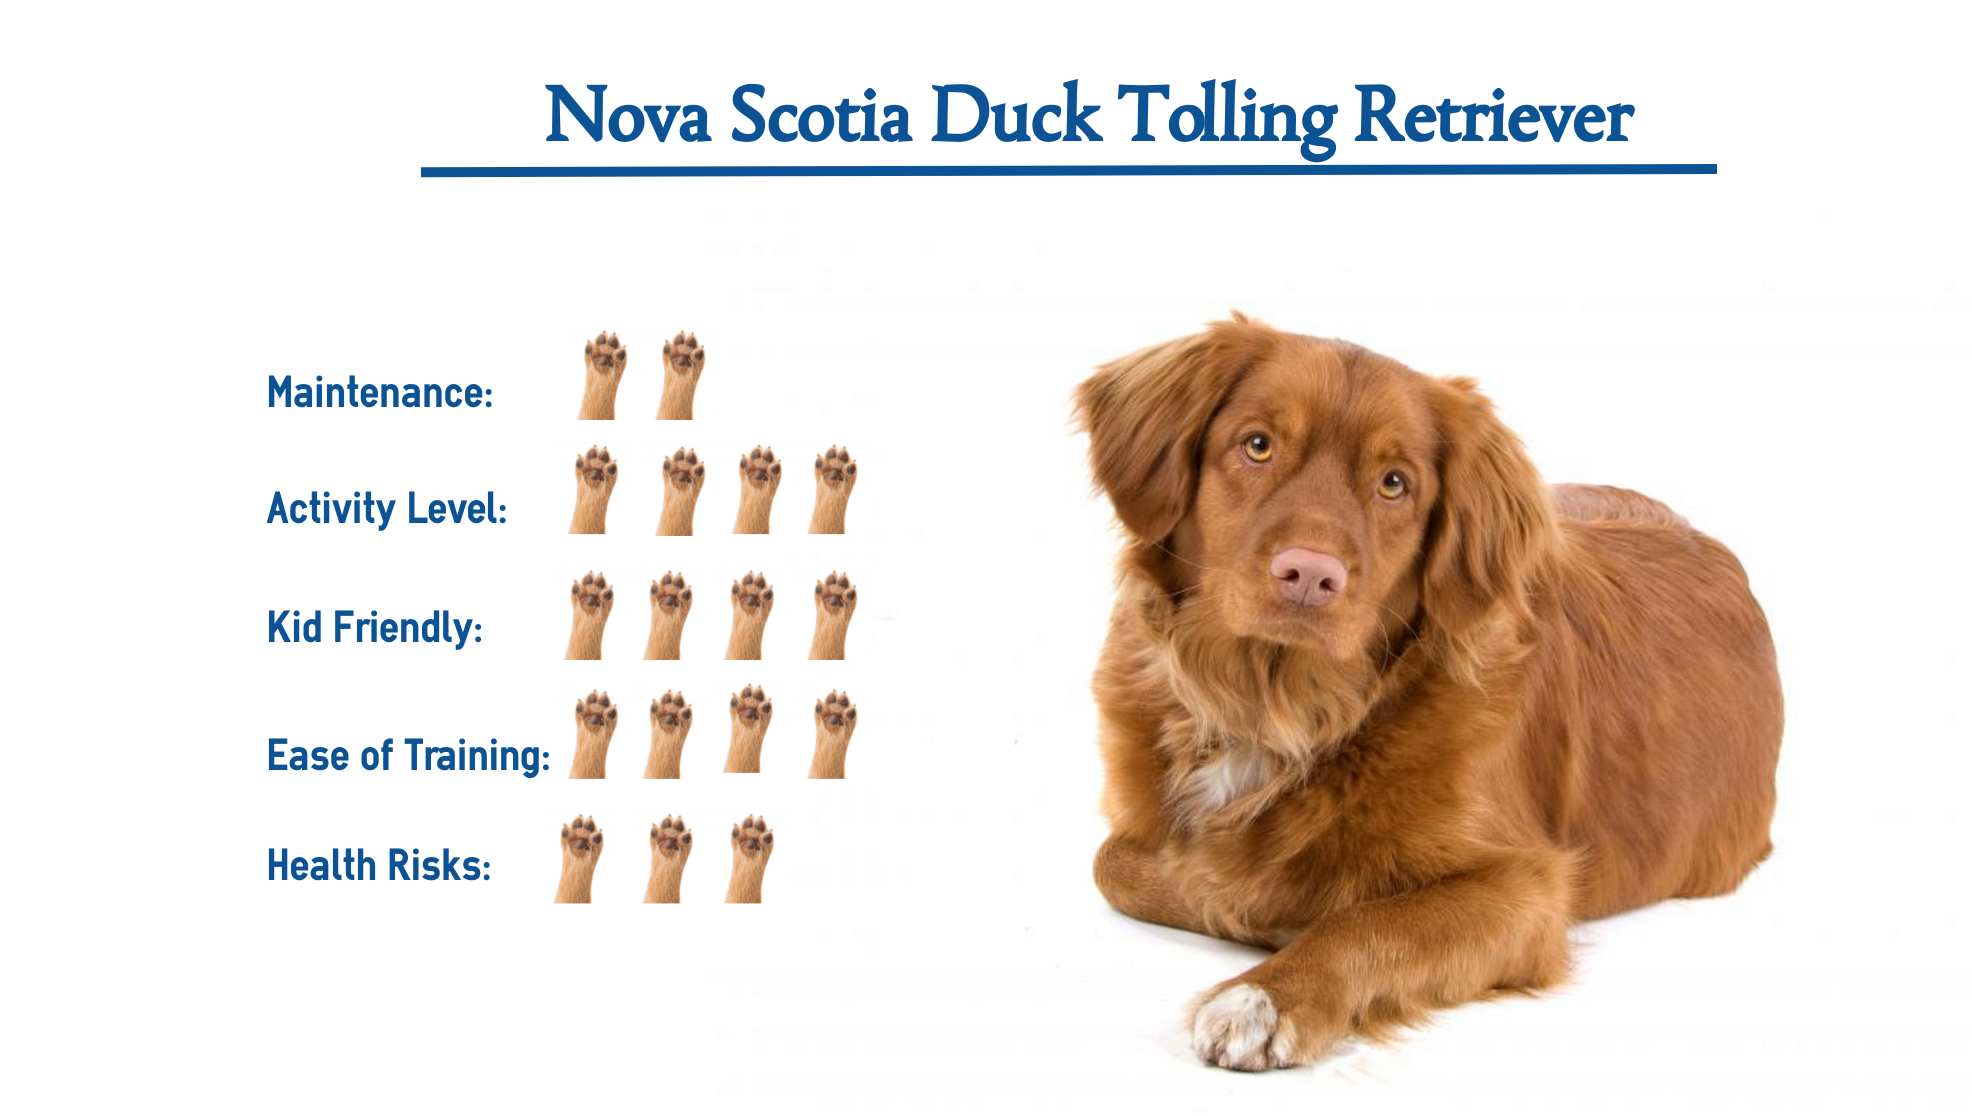 Nova Scotia Duck Tolling Retriever
Maintenance:
Activity Level:
Kid Friendly:
Ease of Training:
Health Risks: